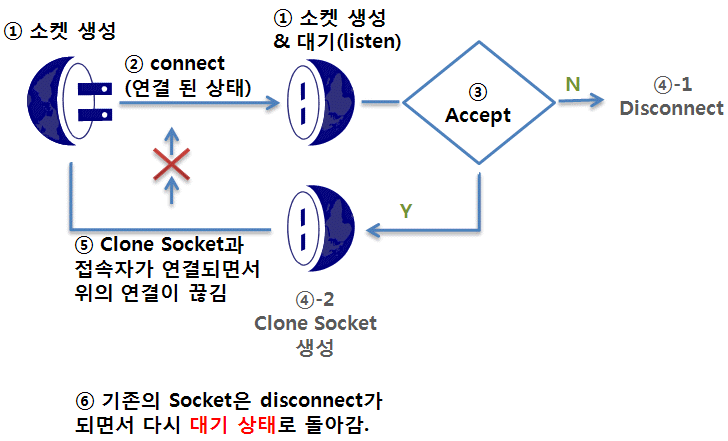 ① 소켓 생성
② connect
(연결 된 상태)
① 소켓 생성
& 대기(listen)
③
Accept
N
④-1
Disconnect
Y
④-2
Clone Socket
생성
⑤ Clone Socket과
접속자가 연결되면서
위의 연결이 끊김
⑥ 기존의 Socket은 disconnect가
되면서 다시 대기 상태로 돌아감.